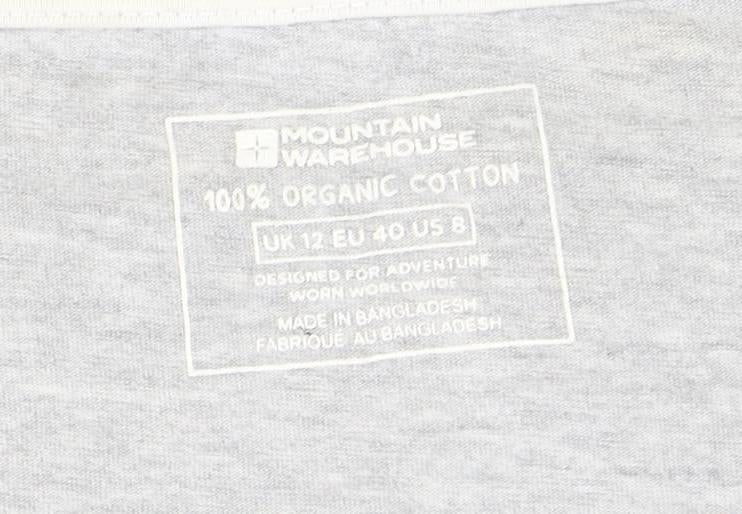 MOUNTAIN
WAREHOUSE
100% ORGANIC COTTON
UK 12 EU 40 US 8
DESIGNED FOR ADVENTURE
WORN WORLDWIDE
MADE IN BANGLADESH
FABRIQUÉ AU BANGLADESH